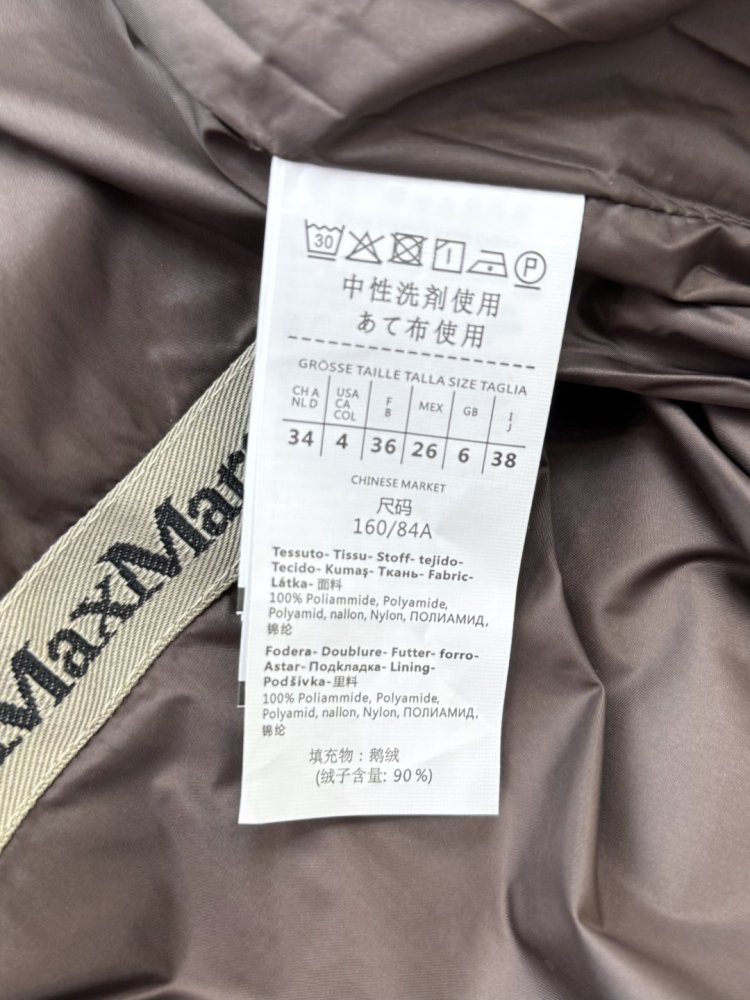 30 P
中性洗剤使用
あて布使用
GRÖSSE TAILLE TALLA SIZE TAGLIA
CH A NL D USA CA COL F B MEX GB I J
34 4 36 26 6 38
CHINESE MARKET
尺码
160/84A
Tessuto- Tissu- Stoff- tejido-
Tecido- Kumaş- Ткань- Fabric-
Látka- 面料
100% Poliammide, Polyamide,
Polyamid, nallon, Nylon, ПОЛИАМИД,
锦纶
Fodera- Doublure- Futter- forro-
Astar- Подкладка- Lining-
Podšivka- 里料
100% Poliammide, Polyamide,
Polyamid, nallon, Nylon, ПОЛИАМИД,
锦纶
填充物：鹅绒
(绒子含量: 90%)
MaxMar